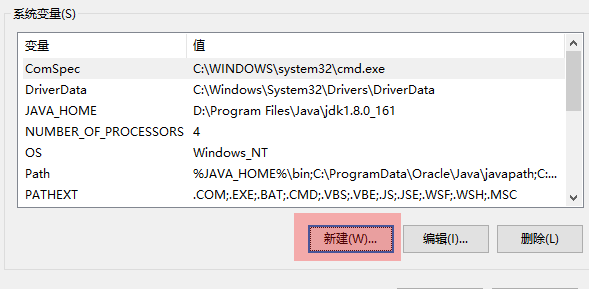 系统变量(S)
变量 值
ComSpec C:\WINDOWS\system32\cmd.exe
DriverData C:\Windows\System32\Drivers\DriverData
JAVA_HOME D:\Program Files\Java\jdk1.8.0_161
NUMBER_OF_PROCESSORS 4
OS Windows_NT
Path %JAVA_HOME%\bin;C:\ProgramData\Oracle\Java\javapath;C:...
PATHEXT .COM;.EXE;.BAT;.CMD;.VBS;.VBE;.JS;.JSE;.WSF;.WSH;.MSC
新建(W)... 编辑(I)... 删除(L)